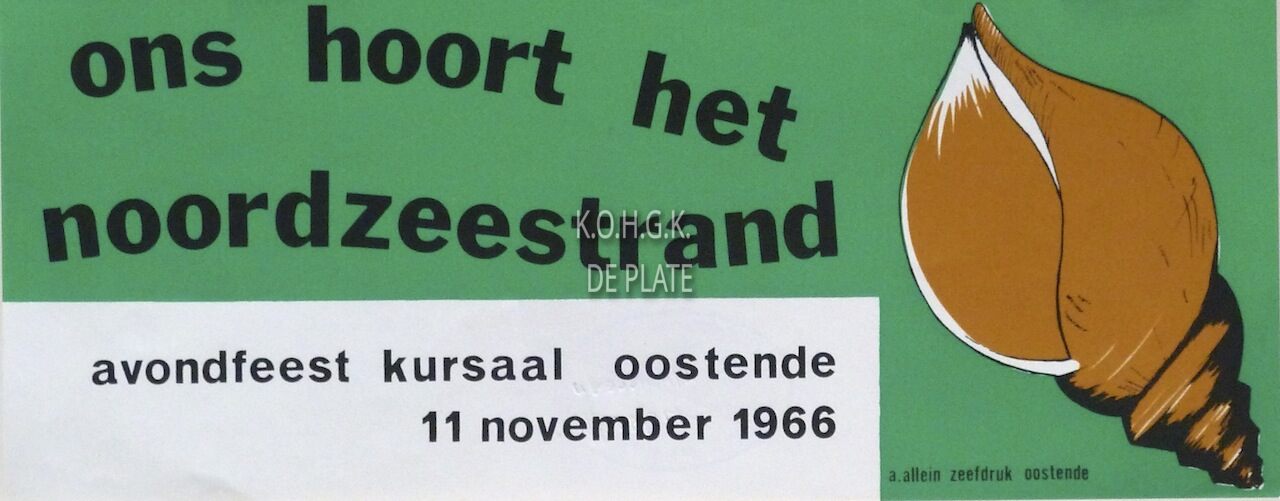 ons hoort het
noordzeestrand
K.O.H.G.K.
DE PLATE
avondfeest kursaal oostende
11 november 1966
a.allein zeefdruk oostende